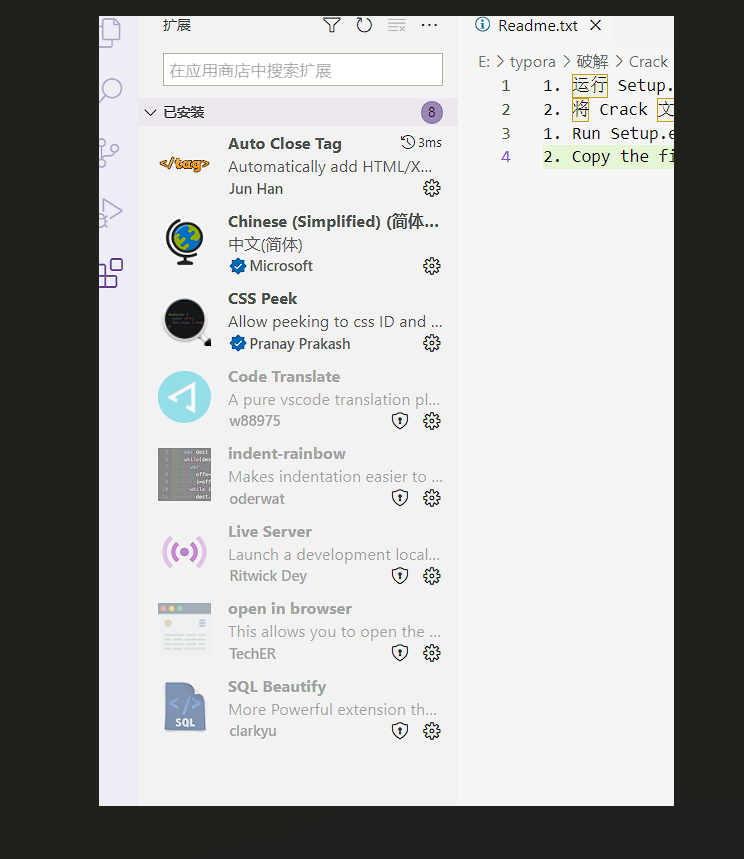 扩展
在应用商店中搜索扩展
已安装 8
Auto Close Tag 3ms
Automatically add HTML/X...
Jun Han
Chinese (Simplified) (简体...
中文(简体)
Microsoft
CSS Peek
Allow peeking to css ID and ...
Pranay Prakash
Code Translate
A pure vscode translation pl...
w88975
indent-rainbow
Makes indentation easier to ...
oderwat
Live Server
Launch a development local...
Ritwick Dey
open in browser
This allows you to open the ...
TechER
SQL Beautify
More Powerful extension th...
clarkyu
</tag>
SQL
Readme.txt
E: > typora > 破解 > Crack
1 1. 运行 Setup.
2 2. 将 Crack 文
3 1. Run Setup.e
4 2. Copy the fi